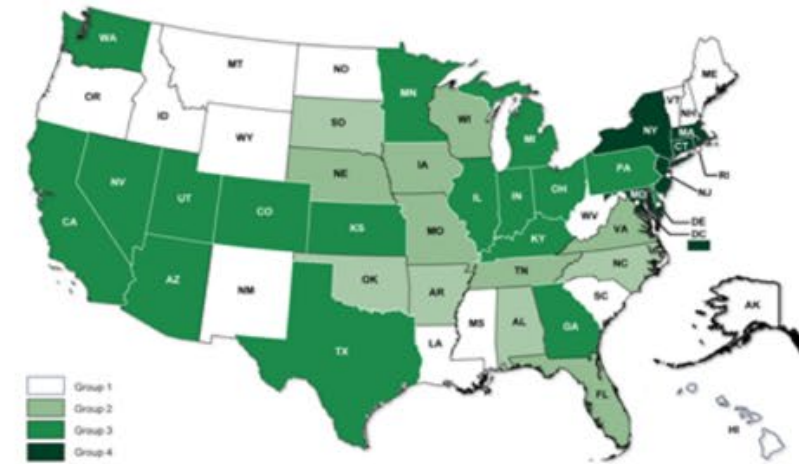 WA
MT
ND
OR
ID
WY
SD
MN
WI
MI
NY
VT
NH
ME
MA
CT
RI
NJ
PA
NE
IA
IL
IN
OH
NV
UT
CO
CA
KS
MO
KY
WV
VA
MD
DE
DC
AZ
NM
OK
AR
TN
NC
SC
TX
LA
MS
AL
GA
FL
AK
HI
Group 1
Group 2
Group 3
Group 4